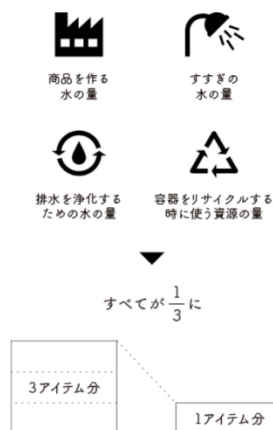 商品を作る
水の量
すすぎの
水の量
排水を浄化する
ための水の量
容器をリサイクルする
時に使う資源の量
すべてが1/3に
3アイテム分
1アイテム分